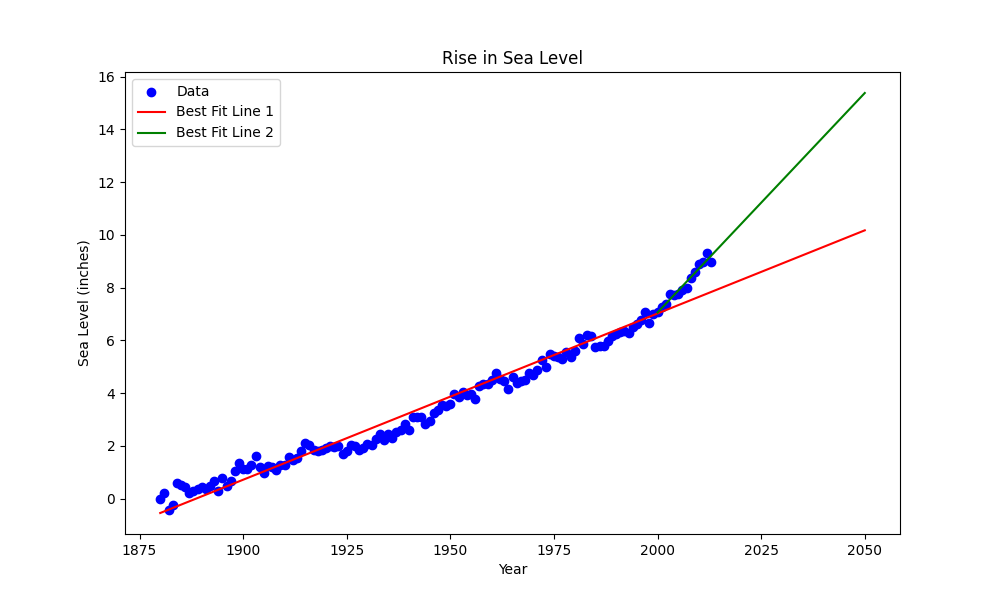 Rise in Sea Level
Data
Best Fit Line 1
Best Fit Line 2
Sea Level (inches)
16
14
12
10
8
6
4
2
0
1875
1900
1925
1950
1975
2000
2025
2050
Year